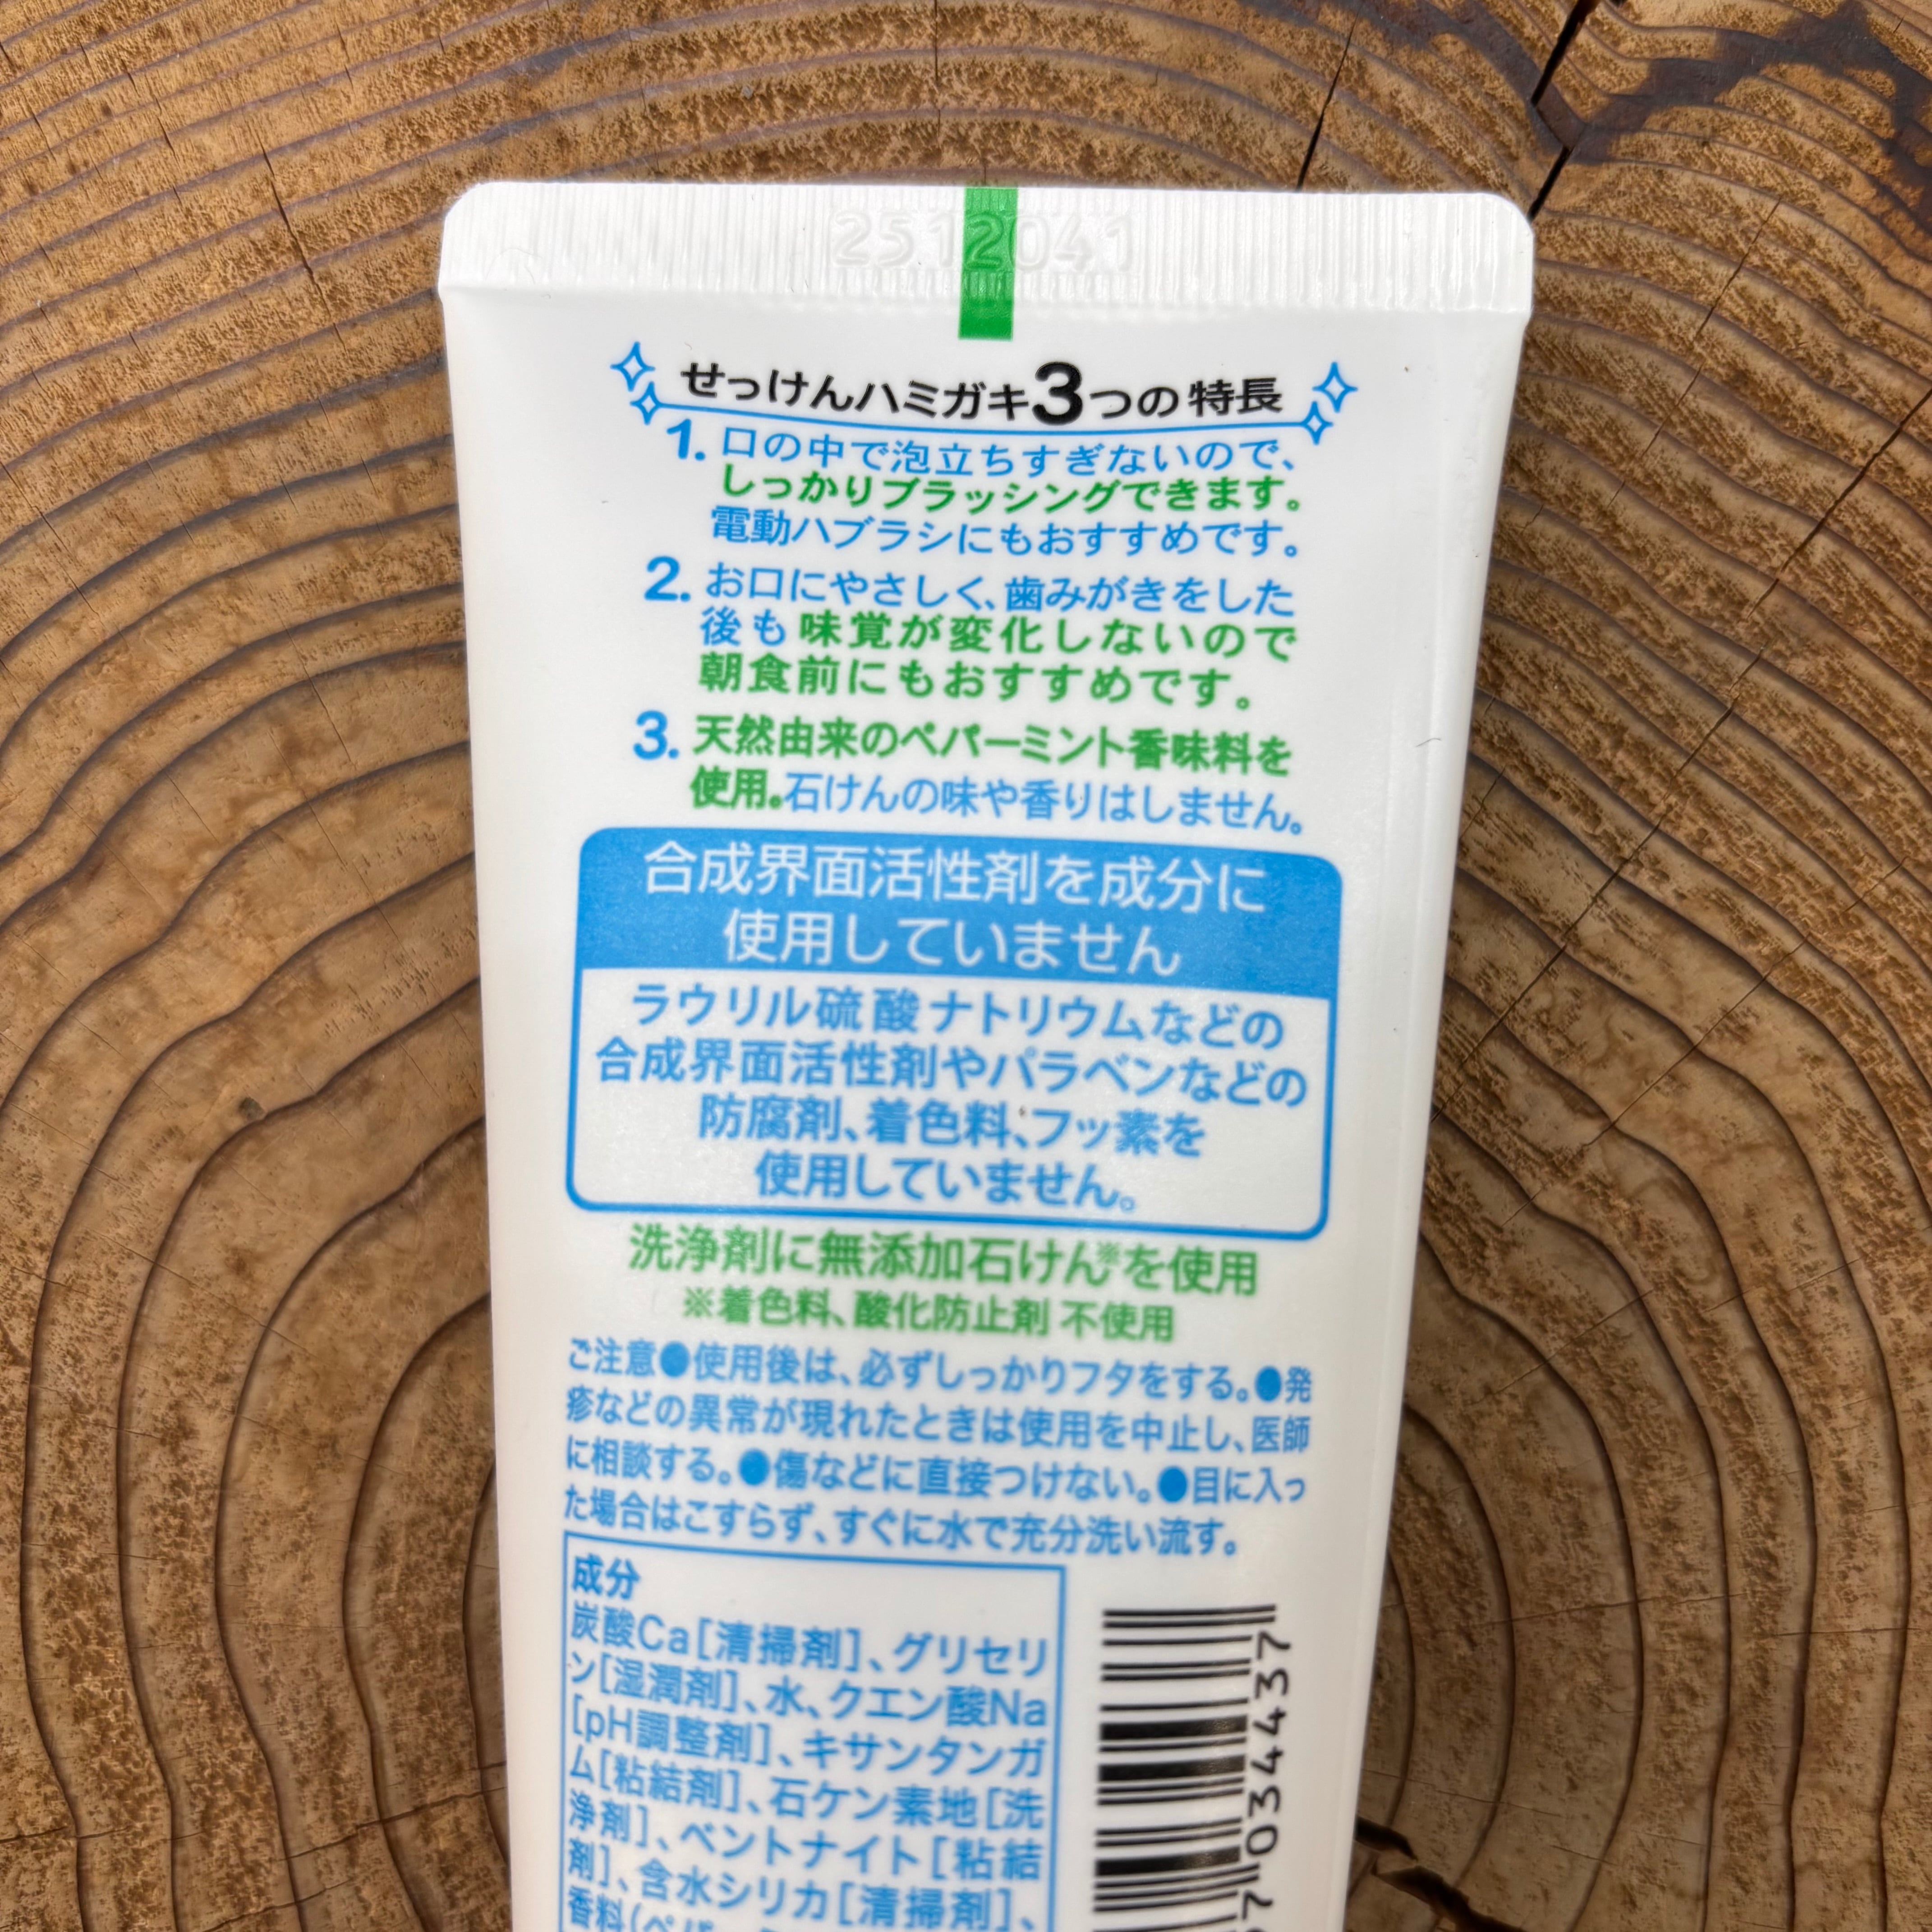 2512041
せっけんハミガキ3つの特長
1. 口の中で泡立ちすぎないので、
しっかりブラッシングできます。
電動ハブラシにもおすすめです。
2. お口にやさしく、歯みがきをした
後も味覚が変化しないので
朝食前にもおすすめです。
3. 天然由来のペパーミント香味料を
使用。石けんの味や香りはしません。
合成界面活性剤を成分に
使用していません
ラウリル硫酸ナトリウムなどの
合成界面活性剤やパラベンなどの
防腐剤、着色料、フッ素を
使用していません。
洗浄剤に無添加石けん※を使用
※着色料、酸化防止剤 不使用
ご注意●使用後は、必ずしっかりフタをする。●発
疹などの異常が現れたときは使用を中止し、医師
に相談する。●傷などに直接つけない。●目に入っ
た場合はこすらず、すぐに水で充分洗い流す。
成分
炭酸Ca[清掃剤]、グリセリ
ン[湿潤剤]、水、クエン酸Na
[pH調整剤]、キサンタンガ
ム[粘結剤]、石ケン素地[洗
浄剤]、ベントナイト[粘結
剤]、含水シリカ[清掃剤]、
香料(ペパー
7034437